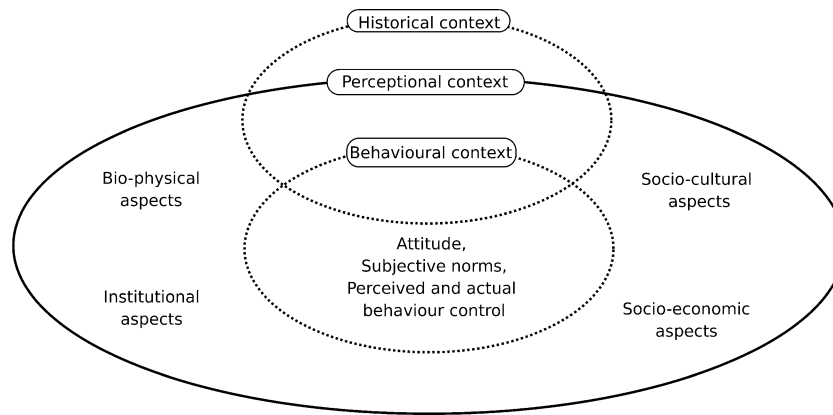 Historical context
Perceptional context
Behavioural context
Bio-physical
aspects
Socio-cultural
aspects
Attitude,
Subjective norms,
Perceived and actual
behaviour control
Institutional
aspects
Socio-economic
aspects